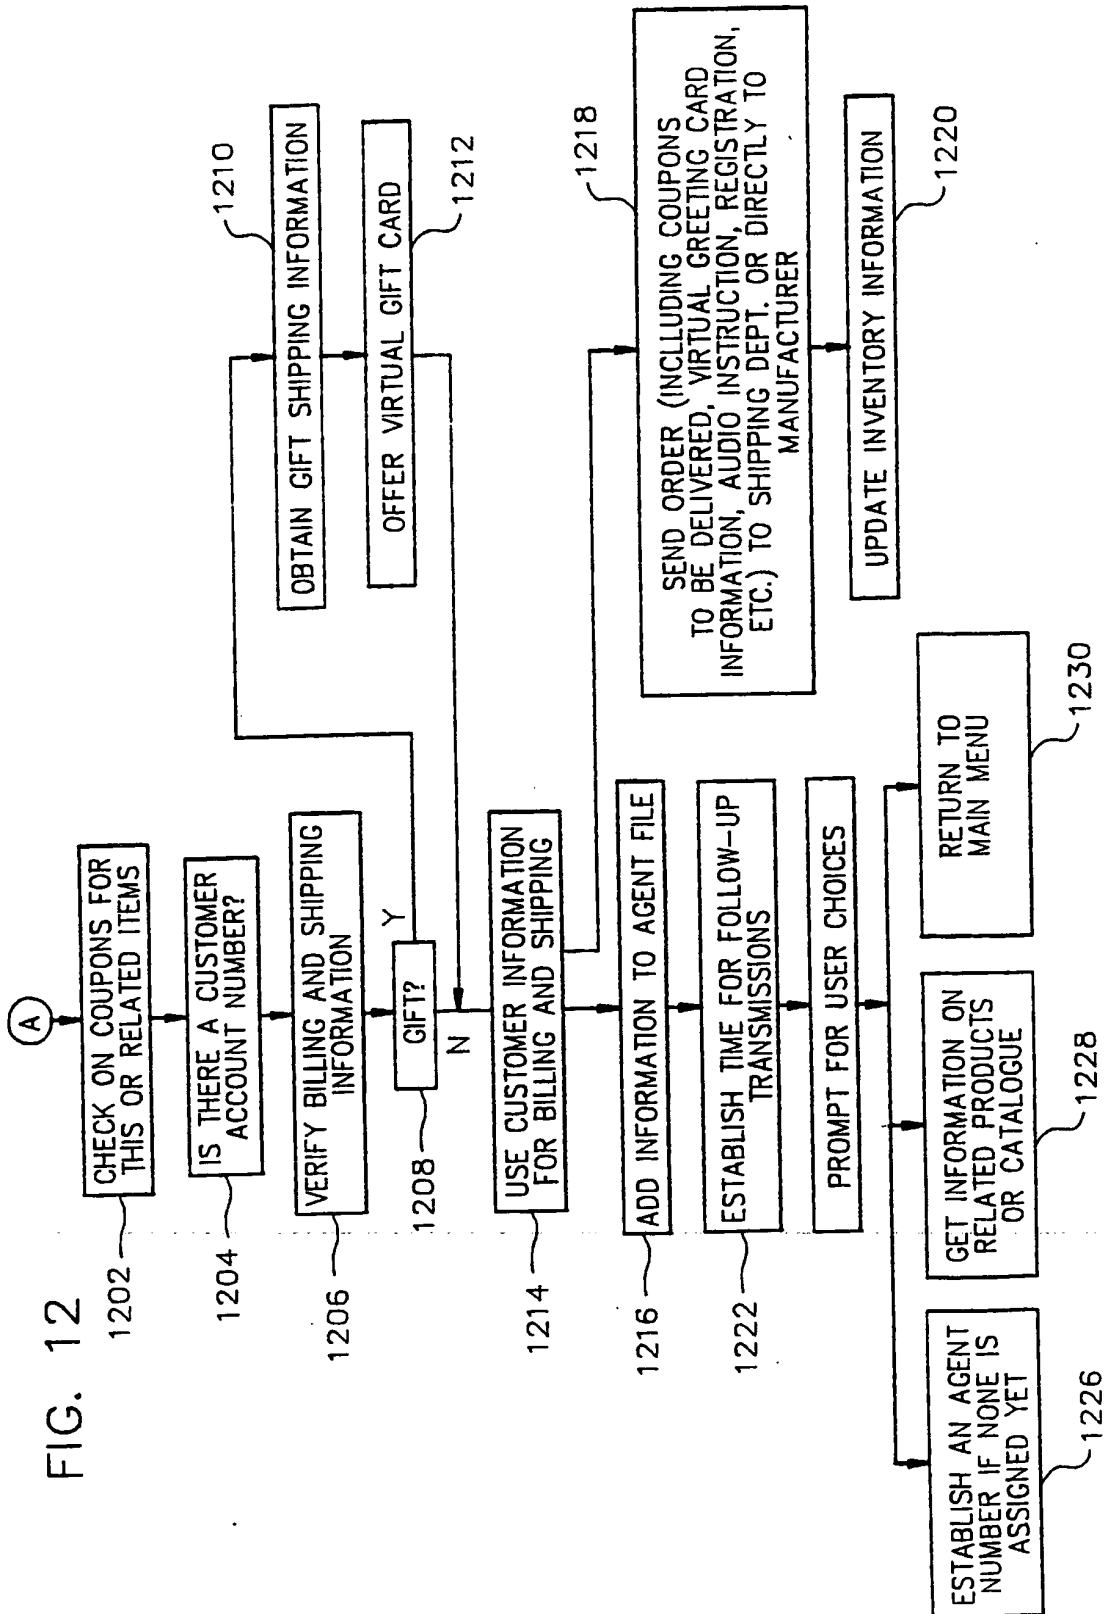 FIG. 12
A
CHECK ON COUPONS FOR
THIS OR RELATED ITEMS
1202
IS THERE A CUSTOMER
ACCOUNT NUMBER?
1204
VERIFY BILLING AND SHIPPING
INFORMATION
1206
GIFT?
1208
Y
N
OBTAIN GIFT SHIPPING INFORMATION
1210
OFFER VIRTUAL GIFT CARD
1212
USE CUSTOMER INFORMATION
FOR BILLING AND SHIPPING
1214
SEND ORDER (INCLUDING COUPONS
TO BE DELIVERED, VIRTUAL GREETING CARD
INFORMATION, AUDIO INSTRUCTION, REGISTRATION,
ETC.) TO SHIPPING DEPT. OR DIRECTLY TO
MANUFACTURER
1218
UPDATE INVENTORY INFORMATION
1220
ADD INFORMATION TO AGENT FILE
1216
ESTABLISH TIME FOR FOLLOW-UP
TRANSMISSIONS
1222
PROMPT FOR USER CHOICES
ESTABLISH AN AGENT
NUMBER IF NONE IS
ASSIGNED YET
1226
GET INFORMATION ON
RELATED PRODUCTS
OR CATALOGUE
1228
RETURN TO
MAIN MENU
1230